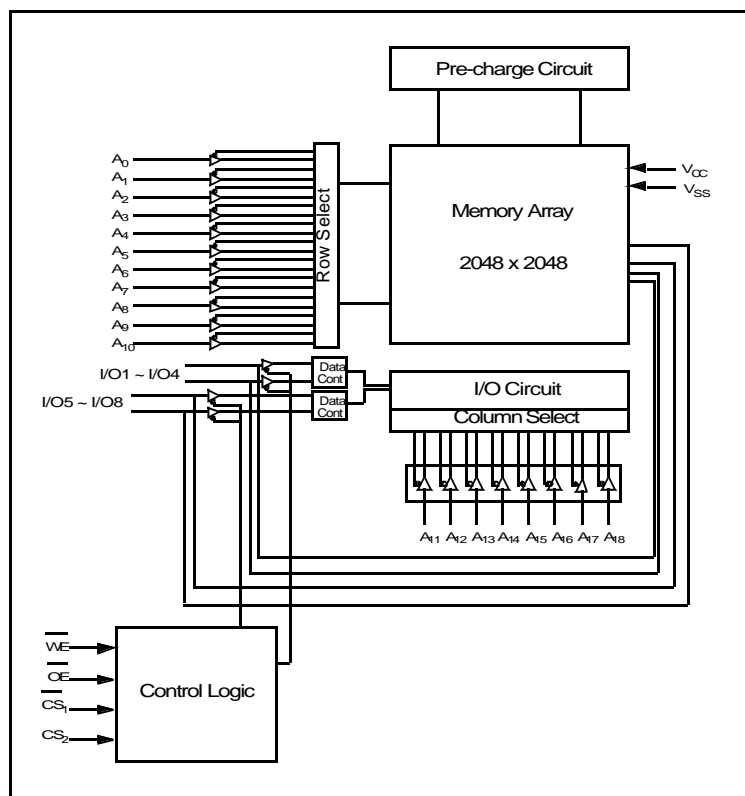 Pre-charge Circuit
A0
A1
A2
A3
A4
A5
A6
A7
A8
A9
A10
Row Select
Memory Array
2048 x 2048
VCC
VSS
I/O1 ~ I/O4
I/O5 ~ I/O8
Data
Cont
Data
Cont
I/O Circuit
Column Select
A11 A12 A13 A14 A15 A16 A17 A18
WE
OE
CS1
CS2
Control Logic